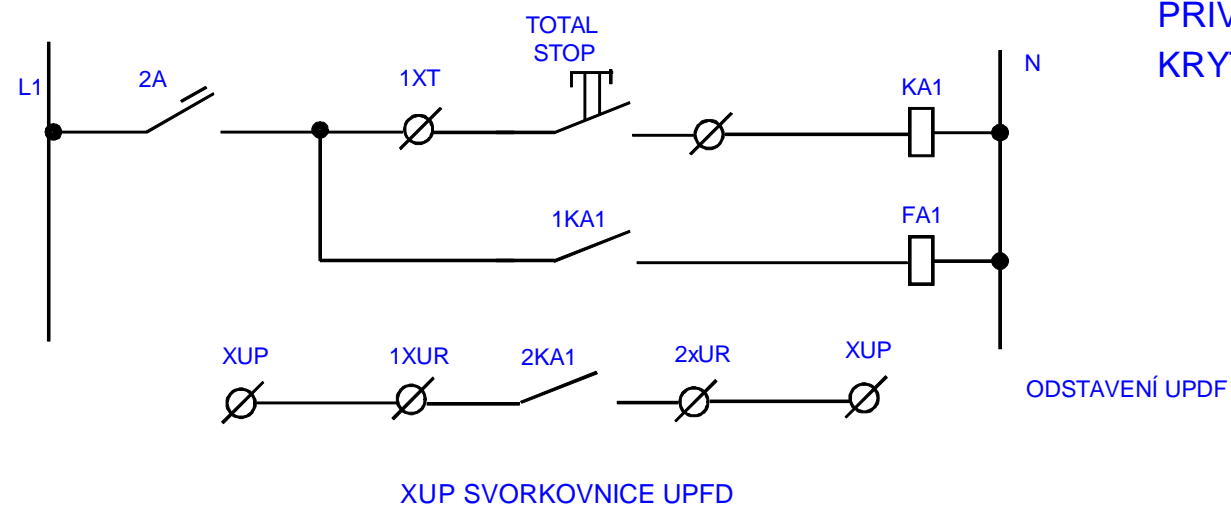 TOTAL
STOP
PRIV
KRY
L1
2A
1XT
KA1
N
1KA1
FA1
XUP
1XUR
2KA1
2xUR
XUP
ODSTAVENÍ UPDF
XUP SVORKOVNICE UPFD